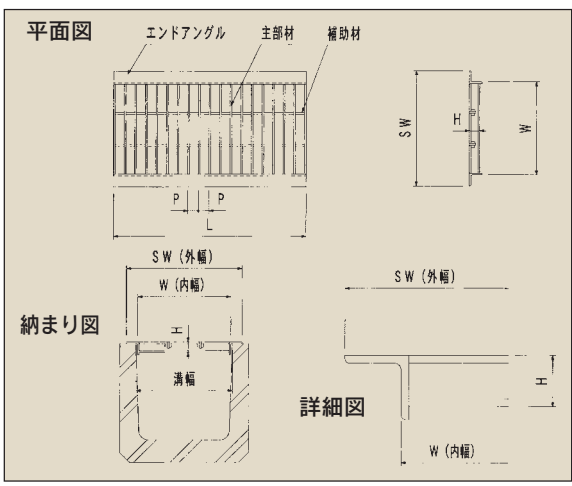 平面図
エンドアングル
主部材
補助材
SW
H
W
P
P
L
SW (外幅)
W (内幅)
納まり図
H
溝幅
SW (外幅)
H
詳細図
W (内幅)